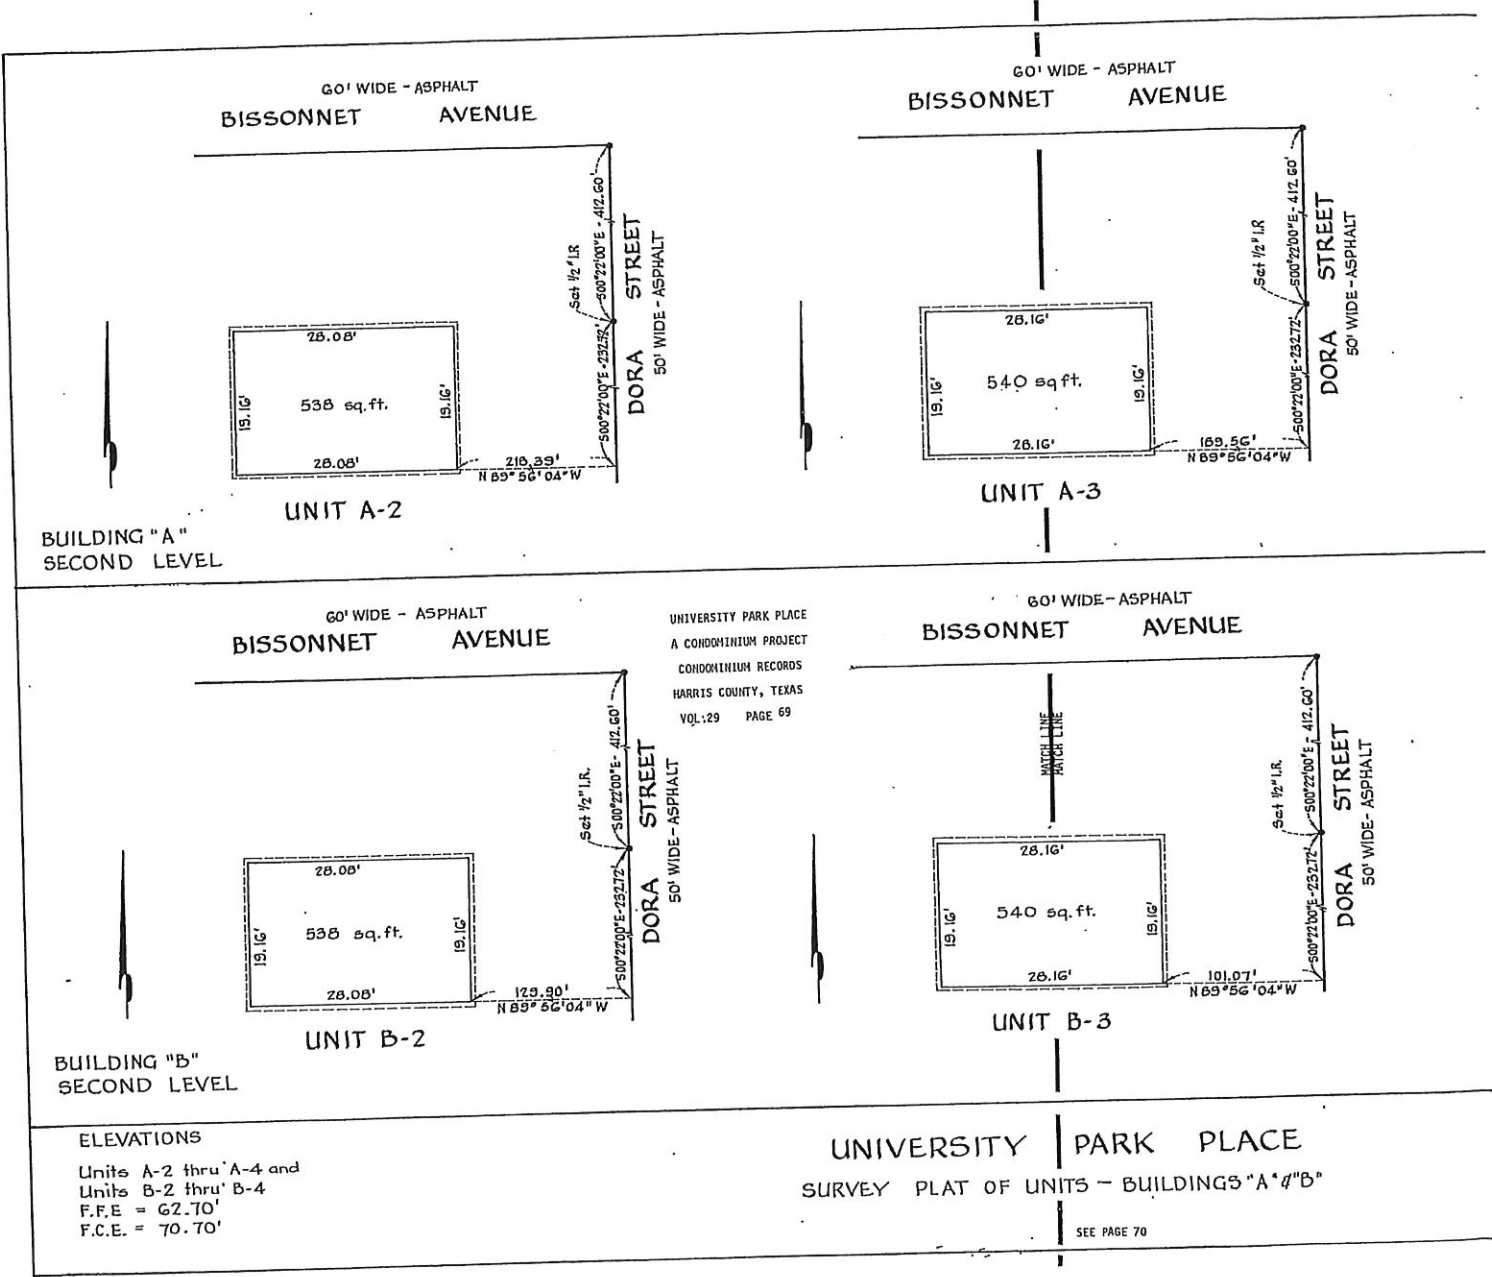 60' WIDE - ASPHALT
BISSONNET AVENUE
S00°22'00"E - 412.60'
Set 1/2" I.R
S00°22'00"E - 232.72'
DORA STREET
50' WIDE - ASPHALT
28.08'
19.16'
538 sq.ft.
19.16'
28.08'
218.39'
N 89° 56' 04" W
UNIT A-2
BUILDING "A"
SECOND LEVEL
60' WIDE - ASPHALT
BISSONNET AVENUE
S00°22'00"E - 412.60'
Set 1/2" I.R
S00°22'00"E - 232.72'
DORA STREET
50' WIDE - ASPHALT
28.16'
19.16'
540 sq ft.
19.16'
28.16'
189.56'
N 89° 56' 04" W
UNIT A-3
60' WIDE - ASPHALT
BISSONNET AVENUE
S00°22'00"E - 412.60'
Set 1/2" I.R.
S00°22'00"E - 232.72'
DORA STREET
50' WIDE - ASPHALT
28.08'
19.16'
538 sq.ft.
19.16'
28.08'
129.90'
N 89° 56' 04" W
UNIT B-2
BUILDING "B"
SECOND LEVEL
UNIVERSITY PARK PLACE
A CONDOMINIUM PROJECT
CONDOMINIUM RECORDS
HARRIS COUNTY, TEXAS
VOL. 29 PAGE 69
60' WIDE - ASPHALT
BISSONNET AVENUE
MATCH LINE
MATCH LINE
S00°22'00"E - 412.60'
Set 1/2" I.R.
S00°22'00"E - 232.72'
DORA STREET
50' WIDE - ASPHALT
28.16'
19.16'
540 sq.ft.
19.16'
28.16'
101.07'
N 89° 56' 04" W
UNIT B-3
ELEVATIONS
Units A-2 thru' A-4 and
Units B-2 thru' B-4
F.F.E = 62.70'
F.C.E. = 70.70'
UNIVERSITY PARK PLACE
SURVEY PLAT OF UNITS - BUILDINGS "A" & "B"
SEE PAGE 70